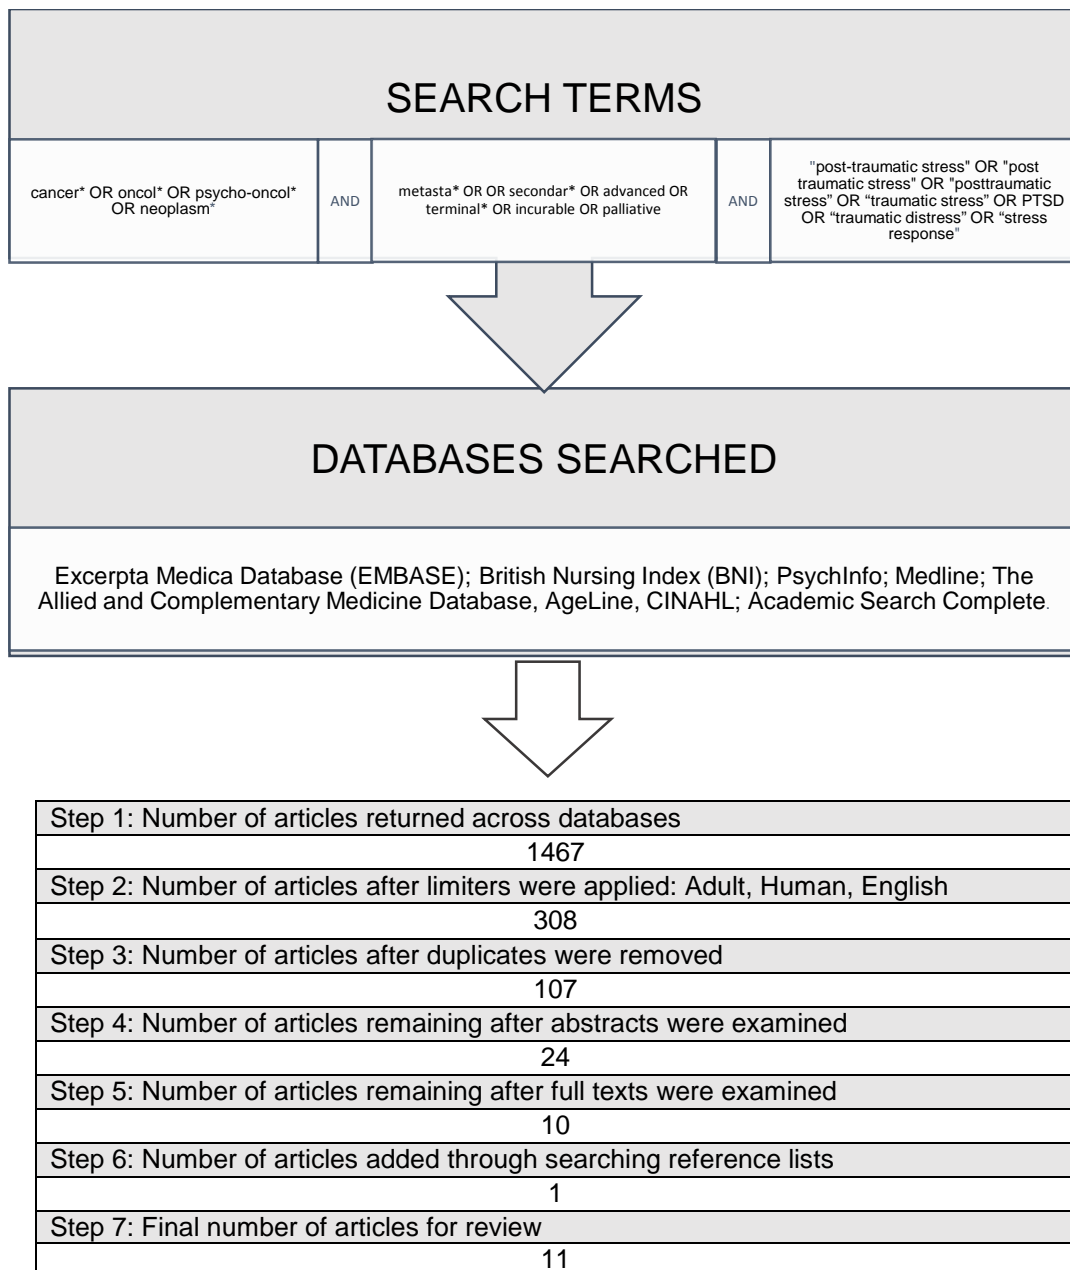 SEARCH TERMS
cancer* OR oncol* OR psycho-oncol*
OR neoplasm*
AND
metasta* OR OR secondar* OR advanced OR
terminal* OR incurable OR palliative
AND
"post-traumatic stress" OR "post
traumatic stress" OR "posttraumatic
stress” OR “traumatic stress” OR PTSD
OR “traumatic distress” OR “stress
response"
DATABASES SEARCHED
Excerpta Medica Database (EMBASE); British Nursing Index (BNI); PsychInfo; Medline; The
Allied and Complementary Medicine Database, AgeLine, CINAHL; Academic Search Complete.
Step 1: Number of articles returned across databases
1467
Step 2: Number of articles after limiters were applied: Adult, Human, English
308
Step 3: Number of articles after duplicates were removed
107
Step 4: Number of articles remaining after abstracts were examined
24
Step 5: Number of articles remaining after full texts were examined
10
Step 6: Number of articles added through searching reference lists
1
Step 7: Final number of articles for review
11